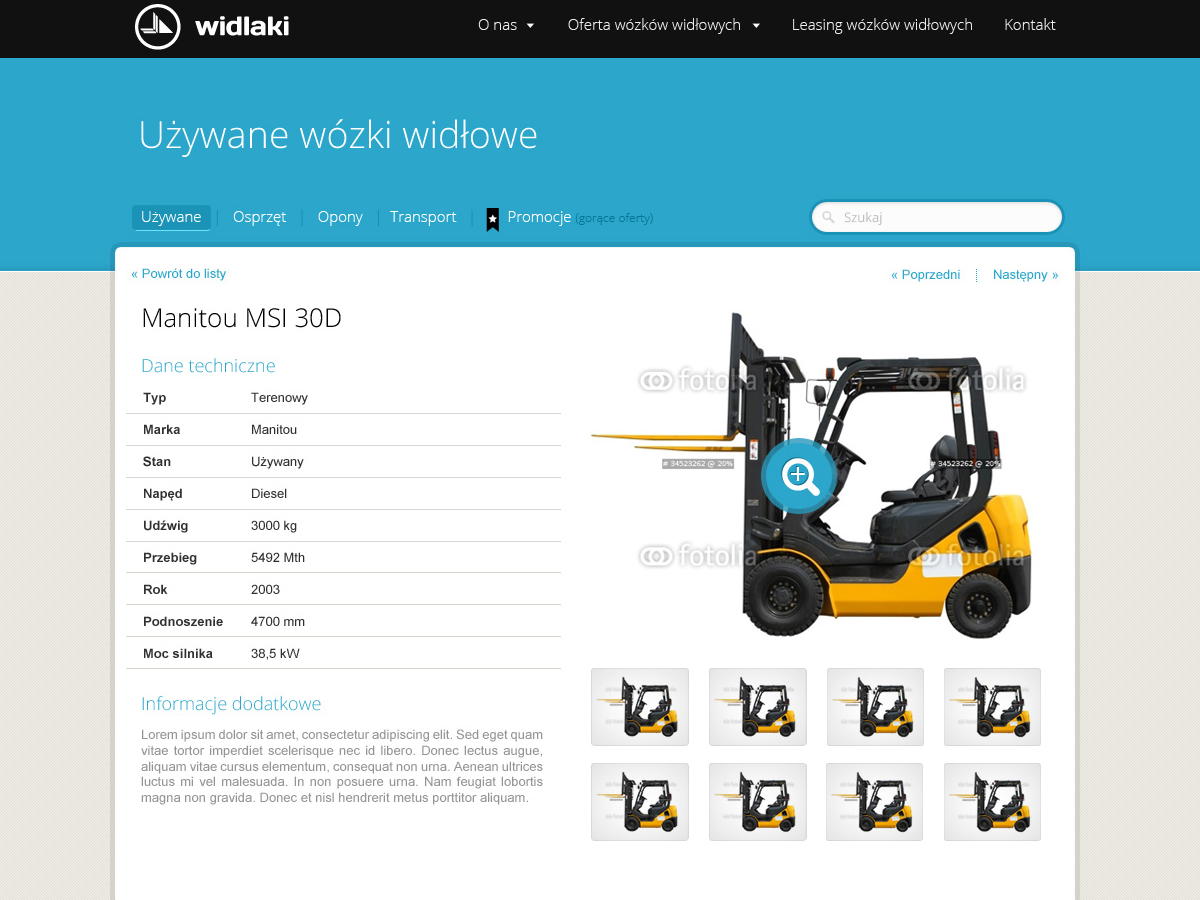 widlaki
O nas
Oferta wózków widłowych
Leasing wózków widłowych
Kontakt
Używane wózki widłowe
Używane
Osprzęt
Opony
Transport
Promocje (gorące oferty)
Szukaj
« Powrót do listy
« Poprzedni
Następny »
Manitou MSI 30D
Dane techniczne
Typ Terenowy
Marka Manitou
Stan Używany
Napęd Diesel
Udźwig 3000 kg
Przebieg 5492 Mth
Rok 2003
Podnoszenie 4700 mm
Moc silnika 38,5 kW
Informacje dodatkowe
Lorem ipsum dolor sit amet, consectetur adipiscing elit. Sed eget quam
vitae tortor imperdiet scelerisque nec id libero. Donec lectus augue,
aliquam vitae cursus elementum, consequat non urna. Aenean ultrices
luctus mi vel malesuada. In non posuere urna. Nam feugiat lobortis
magna non gravida. Donec et nisl hendrerit metus porttitor aliquam.
fotolia
fotolia
# 34523262 @ 20%
# 34523262 @ 20%
fotolia
fotolia